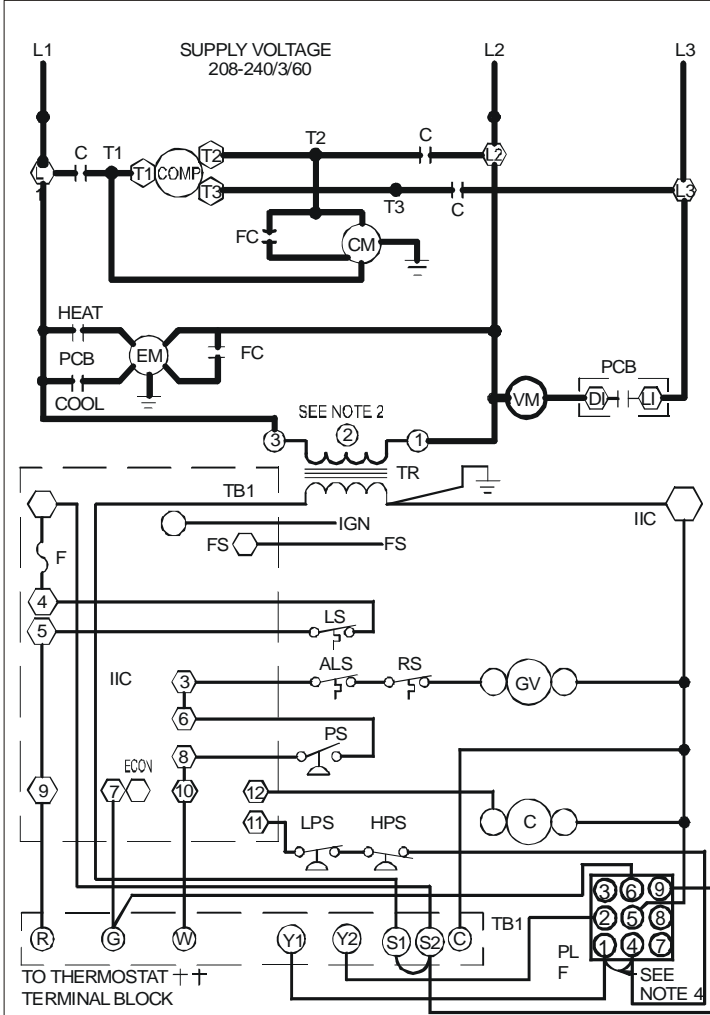 L1 SUPPLY VOLTAGE L2 L3
208-240/3/60
T2
C T1 C
T2 L2
L1 T1 COMP
T3 L3
T3 C
FC CM
HEAT
PCB EM FC PCB
COOL VM DI LI
SEE NOTE 2
3 2 1
TR
TB1 IIC
IGN
FS FS
F
4
5 LS
IIC 3 ALS RS GV
6
8 PS
ECON
9 7 10 12 C
11 LPS HPS
3 6 9
2 5 8
1 4 7
R G W Y1 Y2 S1 S2 C TB1
PL
F
SEE
NOTE 4
TO THERMOSTAT ++
TERMINAL BLOCK